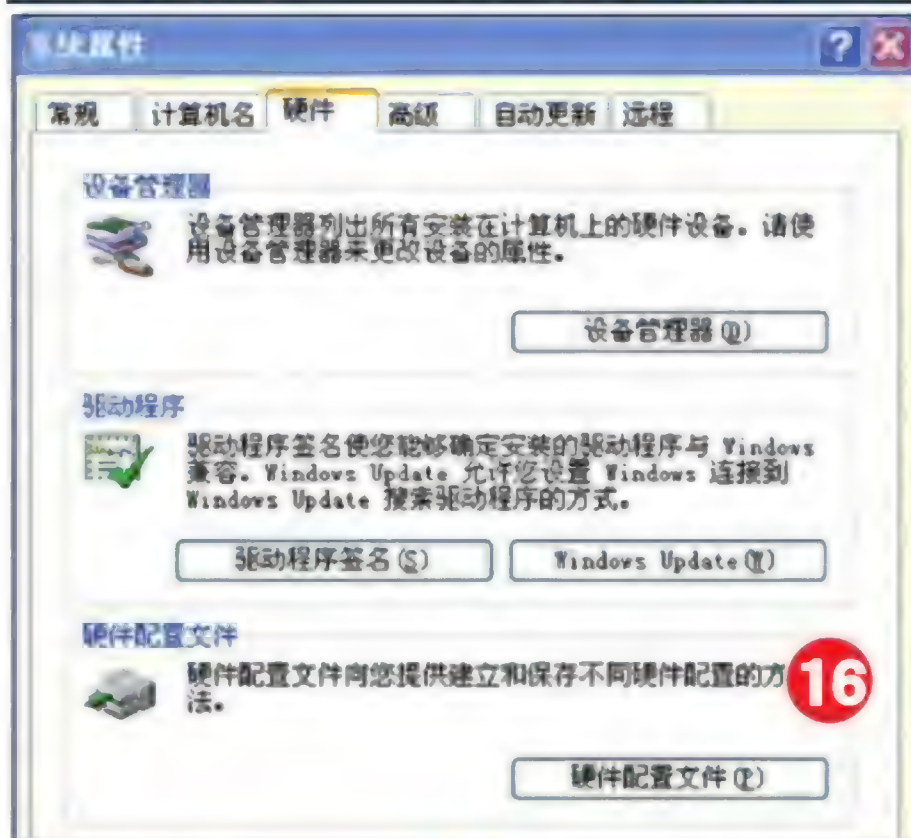 系统属性
常规 计算机名 硬件 高级 自动更新 远程
设备管理器
设备管理器列出所有安装在计算机上的硬件设备。请使
用设备管理器来更改设备的属性。
设备管理器(D)
驱动程序
驱动程序签名使您能够确定安装的驱动程序与 Windows
兼容。Windows Update 允许您设置 Windows 连接到
Windows Update 搜索驱动程序的方式。
驱动程序签名(S) Windows Update(W)
硬件配置文件
硬件配置文件向您提供建立和保存不同硬件配置的方
法。
16
硬件配置文件(P)